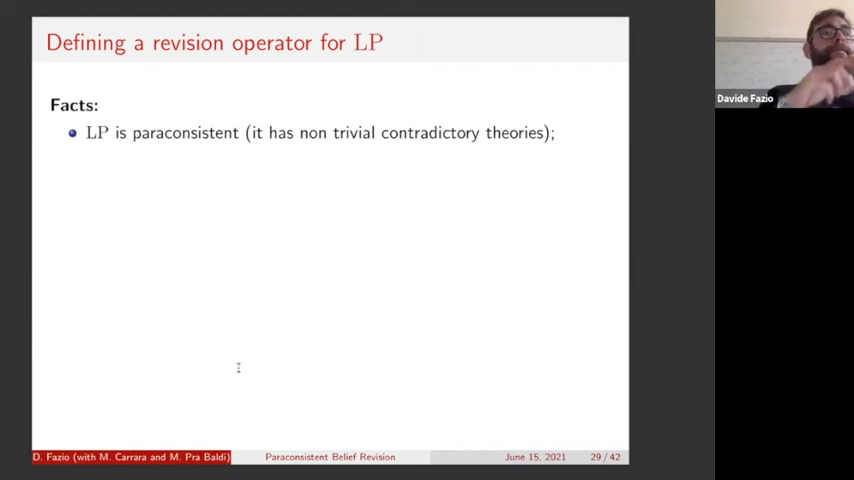 Defining a revision operator for LP
Davide Fazio
Facts:
LP is paraconsistent (it has non trivial contradictory theories);
D. Fazio (with M. Carrara and M. Pra Baldi) Paraconsistent Belief Revision June 15, 2021 29 / 42